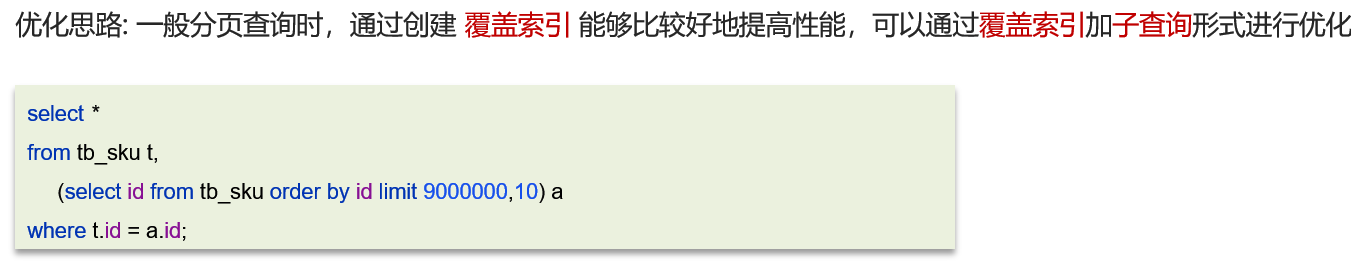 优化思路: 一般分页查询时，通过创建 覆盖索引 能够比较好地提高性能，可以通过覆盖索引加子查询形式进行优化
select *
from tb_sku t,
(select id from tb_sku order by id limit 9000000,10) a
where t.id = a.id;